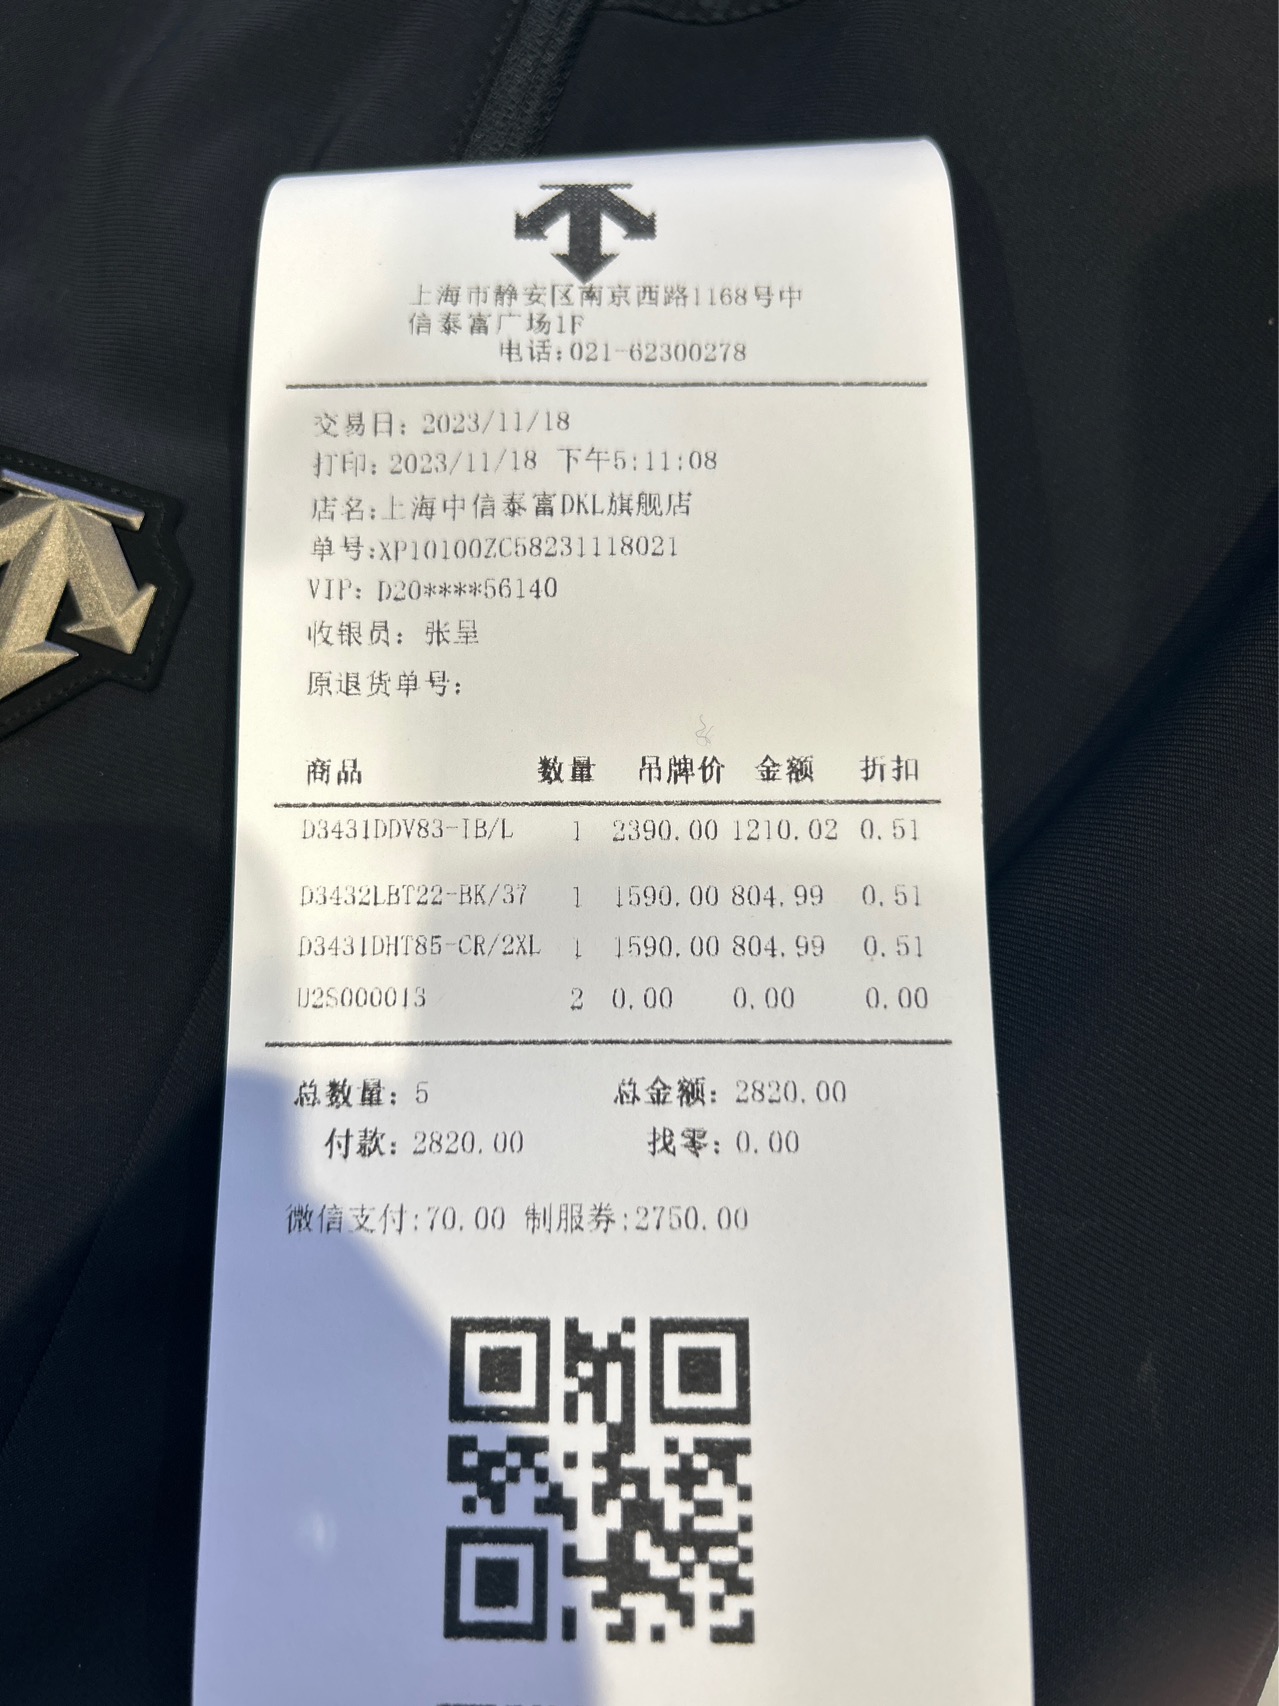 上海市静安区南京西路1168号中
信泰富广场1F
电话:021-62300278
交易日: 2023/11/18
打印: 2023/11/18 下午5:11:08
店名:上海中信泰富DKL旗舰店
单号:XP10100ZC58231118021
VIP: D20****56140
收银员: 张呈
原退货单号:
商品 数量 吊牌价 金额 折扣
D3431DDV83-IB/L 1 2390.00 1210.02 0.51
D3432LBT22-BK/37 1 1590.00 804.99 0.51
D3431DHT85-CR/2XL 1 1590.00 804.99 0.51
U2S000013 2 0.00 0.00 0.00
总数量: 5 总金额: 2820.00
付款: 2820.00 找零: 0.00
微信支付:70.00 制服券:2750.00